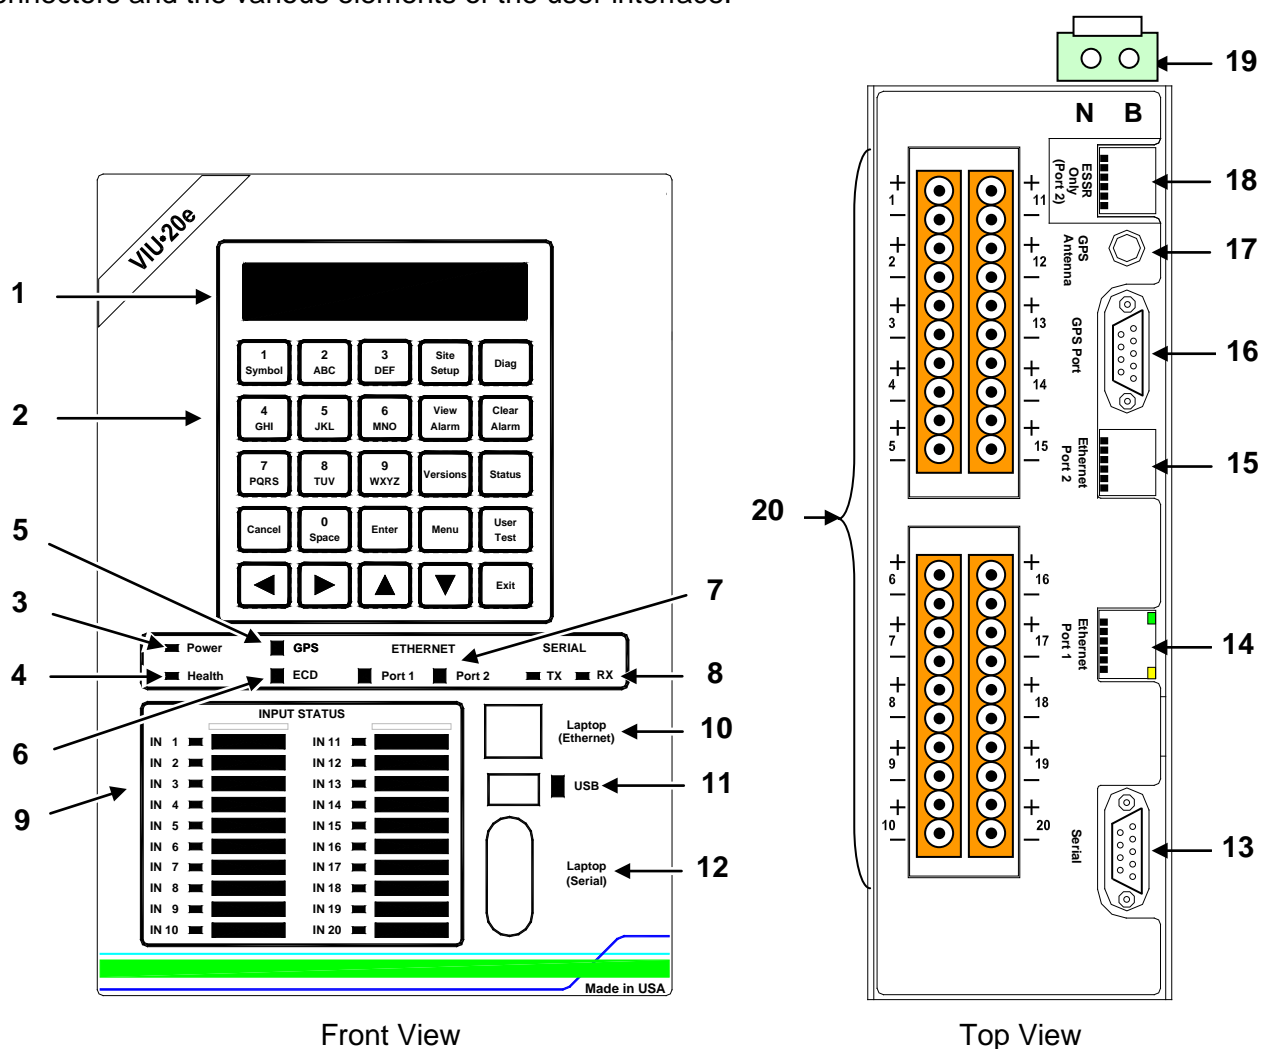 onnectors and the various elements of the user interface.
VIU•20e
1
2
5
3
4
6
9
7
8
10
11
12
1
Symbol
2
ABC
3
DEF
Site
Setup
Diag
4
GHI
5
JKL
6
MNO
View
Alarm
Clear
Alarm
7
PQRS
8
TUV
9
WXYZ
Versions
Status
Cancel
0
Space
Enter
Menu
User
Test
Exit
Power
GPS
ETHERNET
SERIAL
Health
ECD
Port 1
Port 2
TX
RX
INPUT STATUS
IN 1
IN 11
IN 2
IN 12
IN 3
IN 13
IN 4
IN 14
IN 5
IN 15
IN 6
IN 16
IN 7
IN 17
IN 8
IN 18
IN 9
IN 19
IN 10
IN 20
Laptop
(Ethernet)
USB
Laptop
(Serial)
Made in USA
Front View
19
N B
ESSR
Only
(Port 2)
18
GPS
Antenna
17
GPS Port
16
Ethernet
Port 2
15
20
Ethernet
Port 1
14
Serial
13
+ 1 −
+ 11 −
+ 2 −
+ 12 −
+ 3 −
+ 13 −
+ 4 −
+ 14 −
+ 5 −
+ 15 −
+ 6 −
+ 16 −
+ 7 −
+ 17 −
+ 8 −
+ 18 −
+ 9 −
+ 19 −
+ 10 −
+ 20 −
Top View